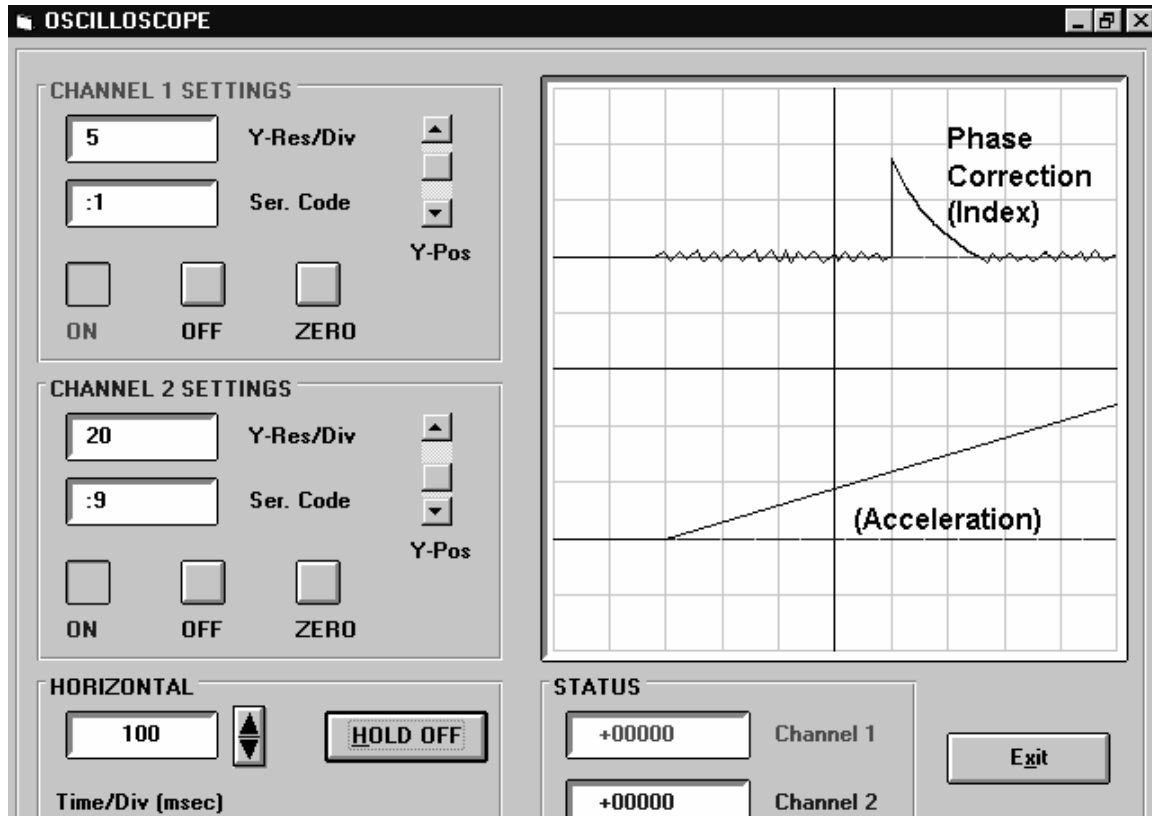 OSCILLOSCOPE
CHANNEL 1 SETTINGS
5 Y-Res/Div
:1 Ser. Code
Y-Pos
ON OFF ZERO
CHANNEL 2 SETTINGS
20 Y-Res/Div
:9 Ser. Code
Y-Pos
ON OFF ZERO
Phase
Correction
(Index)
(Acceleration)
HORIZONTAL
100 HOLD OFF
Time/Div (msec)
STATUS
+00000 Channel 1
+00000 Channel 2
Exit